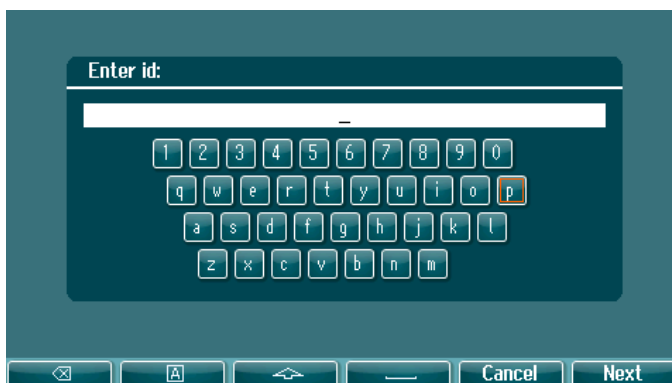 Enter id:
_
1 2 3 4 5 6 7 8 9 0
q w e r t y u i o p
a s d f g h j k l
z x c v b n m
A Cancel Next